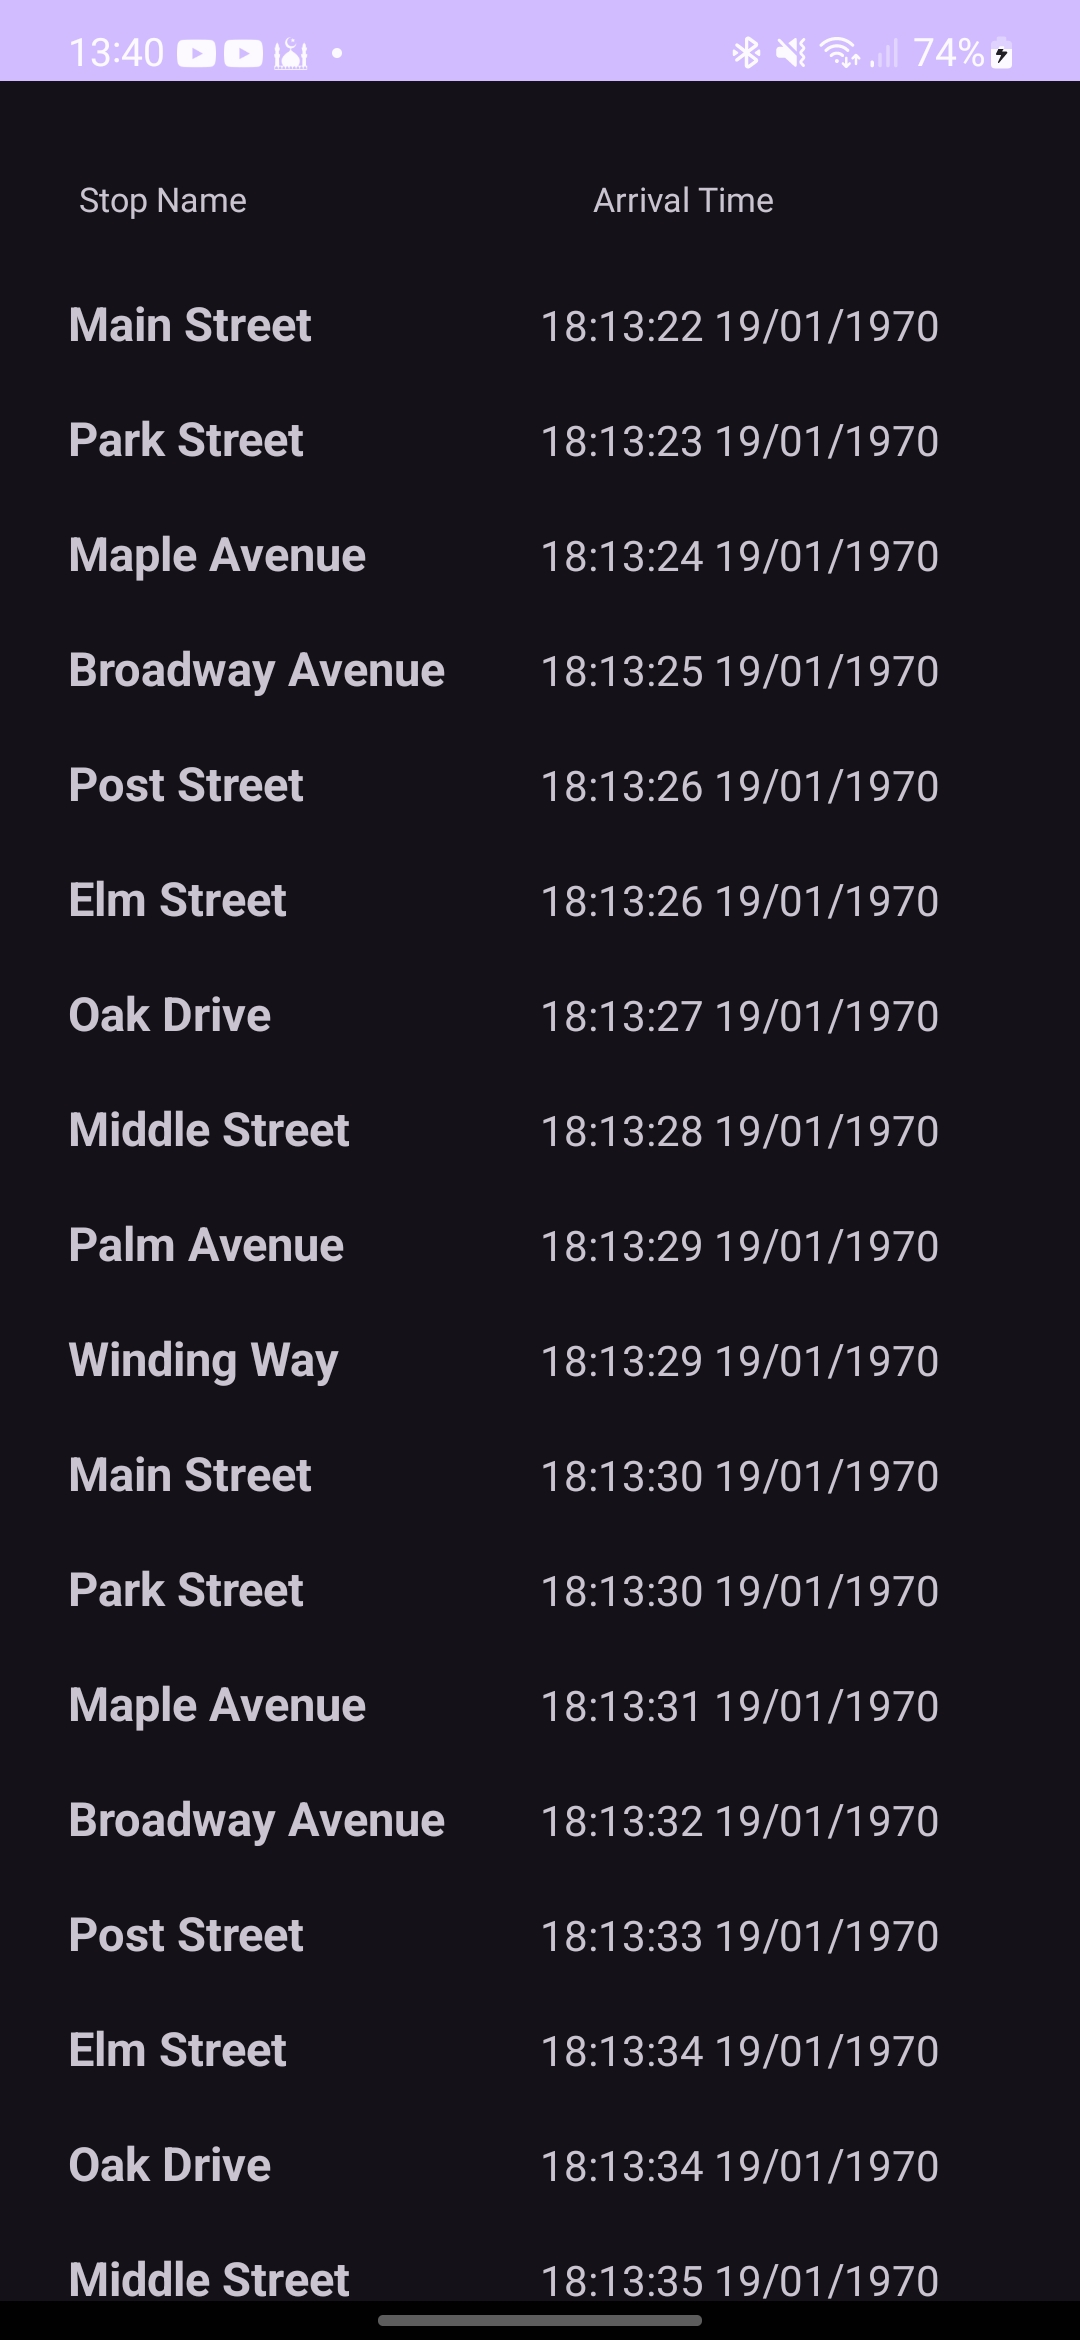 13:40 74%
Stop Name Arrival Time
Main Street 18:13:22 19/01/1970
Park Street 18:13:23 19/01/1970
Maple Avenue 18:13:24 19/01/1970
Broadway Avenue 18:13:25 19/01/1970
Post Street 18:13:26 19/01/1970
Elm Street 18:13:26 19/01/1970
Oak Drive 18:13:27 19/01/1970
Middle Street 18:13:28 19/01/1970
Palm Avenue 18:13:29 19/01/1970
Winding Way 18:13:29 19/01/1970
Main Street 18:13:30 19/01/1970
Park Street 18:13:30 19/01/1970
Maple Avenue 18:13:31 19/01/1970
Broadway Avenue 18:13:32 19/01/1970
Post Street 18:13:33 19/01/1970
Elm Street 18:13:34 19/01/1970
Oak Drive 18:13:34 19/01/1970
Middle Street 18:13:35 19/01/1970